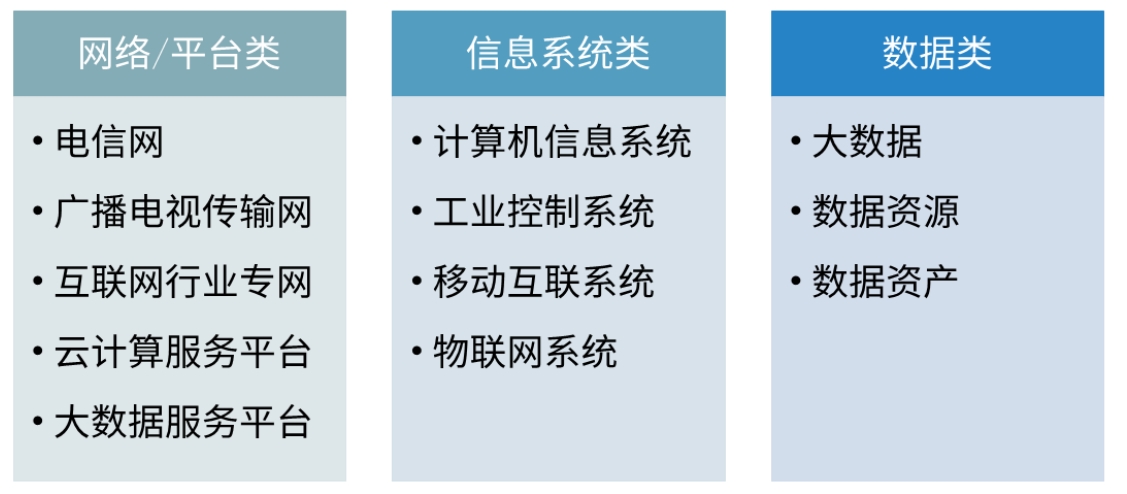 网络/平台类
• 电信网
• 广播电视传输网
• 互联网行业专网
• 云计算服务平台
• 大数据服务平台
信息系统类
• 计算机信息系统
• 工业控制系统
• 移动互联系统
• 物联网系统
数据类
• 大数据
• 数据资源
• 数据资产